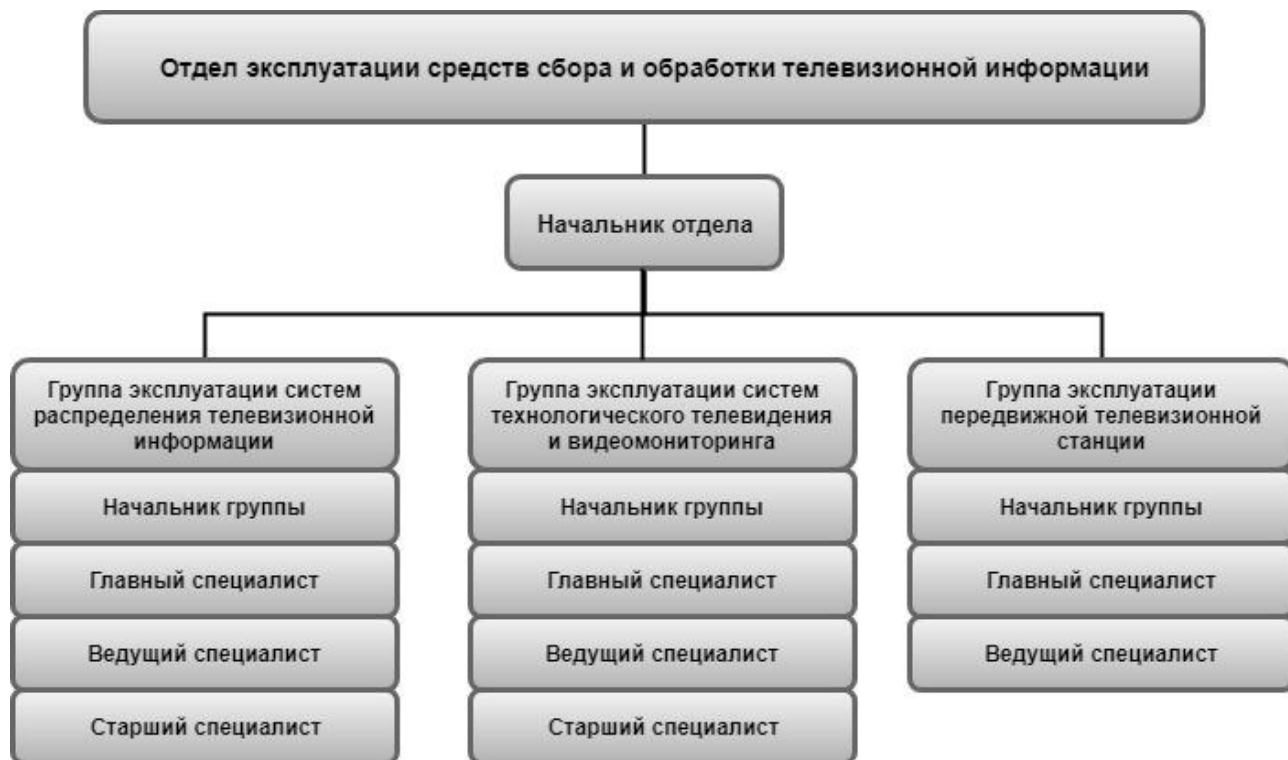 Отдел эксплуатации средств сбора и обработки телевизионной информации
Начальник отдела
Группа эксплуатации систем
распределения телевизионной
информации
Начальник группы
Главный специалист
Ведущий специалист
Старший специалист
Группа эксплуатации систем
технологического телевидения
и видеомониторинга
Начальник группы
Главный специалист
Ведущий специалист
Старший специалист
Группа эксплуатации
передвижной телевизионной
станции
Начальник группы
Главный специалист
Ведущий специалист